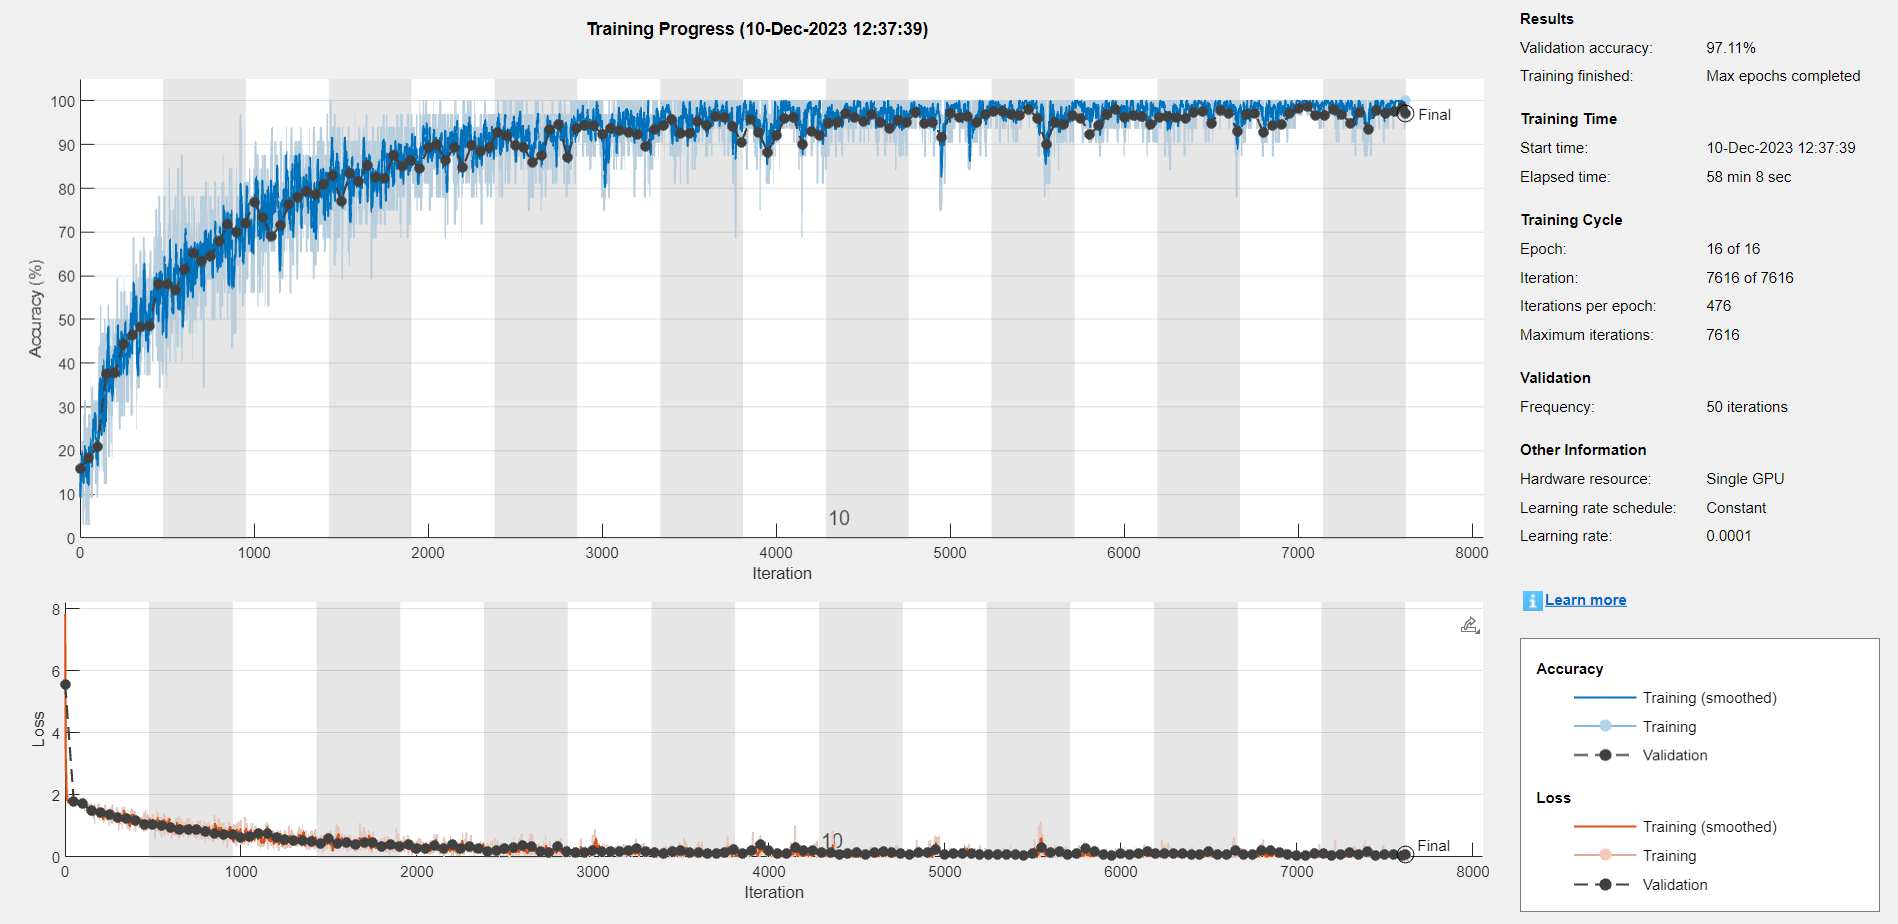 Training Progress (10-Dec-2023 12:37:39)
100
90
80
70
60
50
40
30
20
10
0
Accuracy (%)
Final
10
0 1000 2000 3000 4000 5000 6000 7000 8000
Iteration
8
6
4
2
0
Loss
10
Final
0 1000 2000 3000 4000 5000 6000 7000 8000
Iteration
Results
Validation accuracy: 97.11%
Training finished: Max epochs completed
Training Time
Start time: 10-Dec-2023 12:37:39
Elapsed time: 58 min 8 sec
Training Cycle
Epoch: 16 of 16
Iteration: 7616 of 7616
Iterations per epoch: 476
Maximum iterations: 7616
Validation
Frequency: 50 iterations
Other Information
Hardware resource: Single GPU
Learning rate schedule: Constant
Learning rate: 0.0001
i Learn more
Accuracy
Training (smoothed)
Training
Validation
Loss
Training (smoothed)
Training
Validation